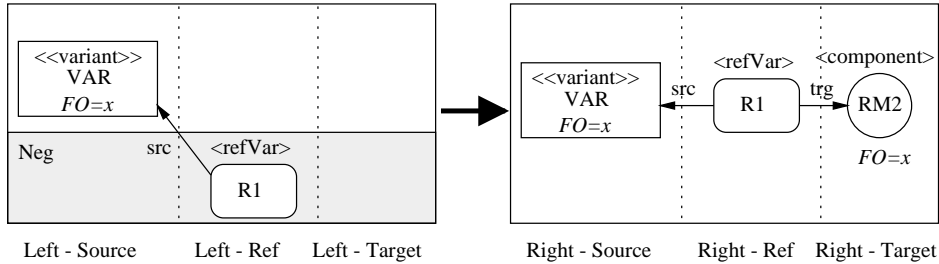 <<variant>>
VAR
FO=x
src
<refVar>
Neg
R1
Left - Source
Left - Ref
Left - Target
<<variant>>
VAR
FO=x
src
<refVar>
R1
trg
<component>
RM2
FO=x
Right - Source
Right - Ref
Right - Target